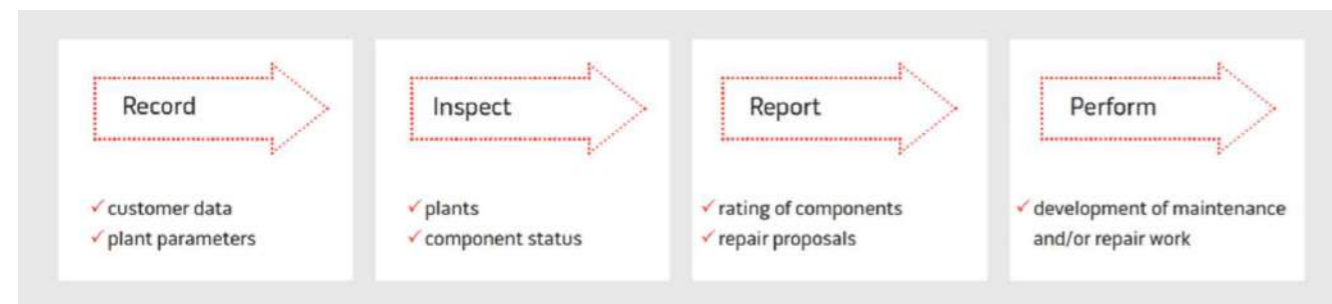 Record
✓ customer data
✓ plant parameters
Inspect
✓ plants
✓ component status
Report
✓ rating of components
✓ repair proposals
Perform
✓ development of maintenance
and/or repair work